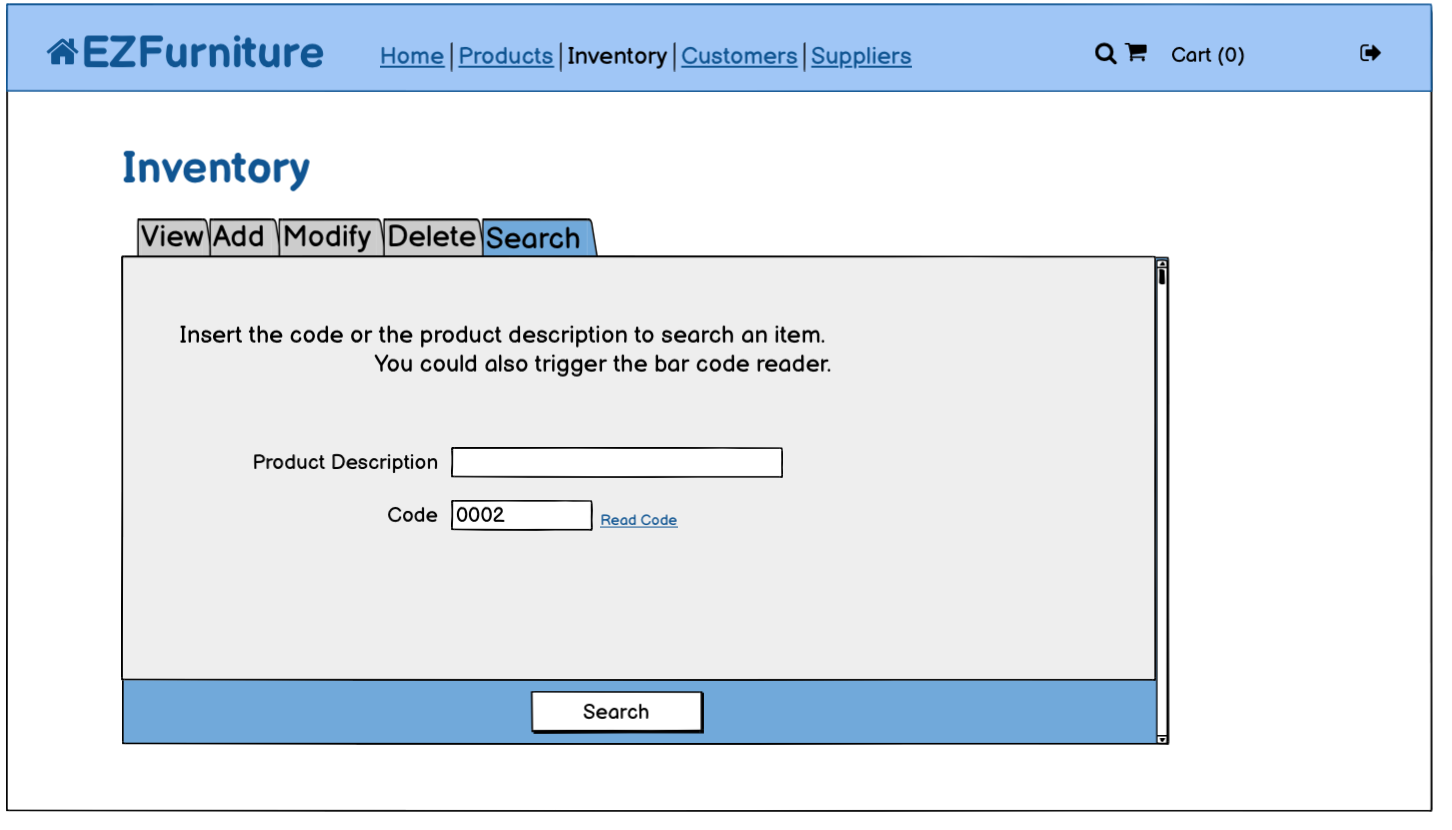 EZFurniture Home Products Inventory Customers Suppliers Cart (0)
Inventory
View Add Modify Delete Search
Insert the code or the product description to search an item.
You could also trigger the bar code reader.
Product Description
Code 0002 Read Code
Search